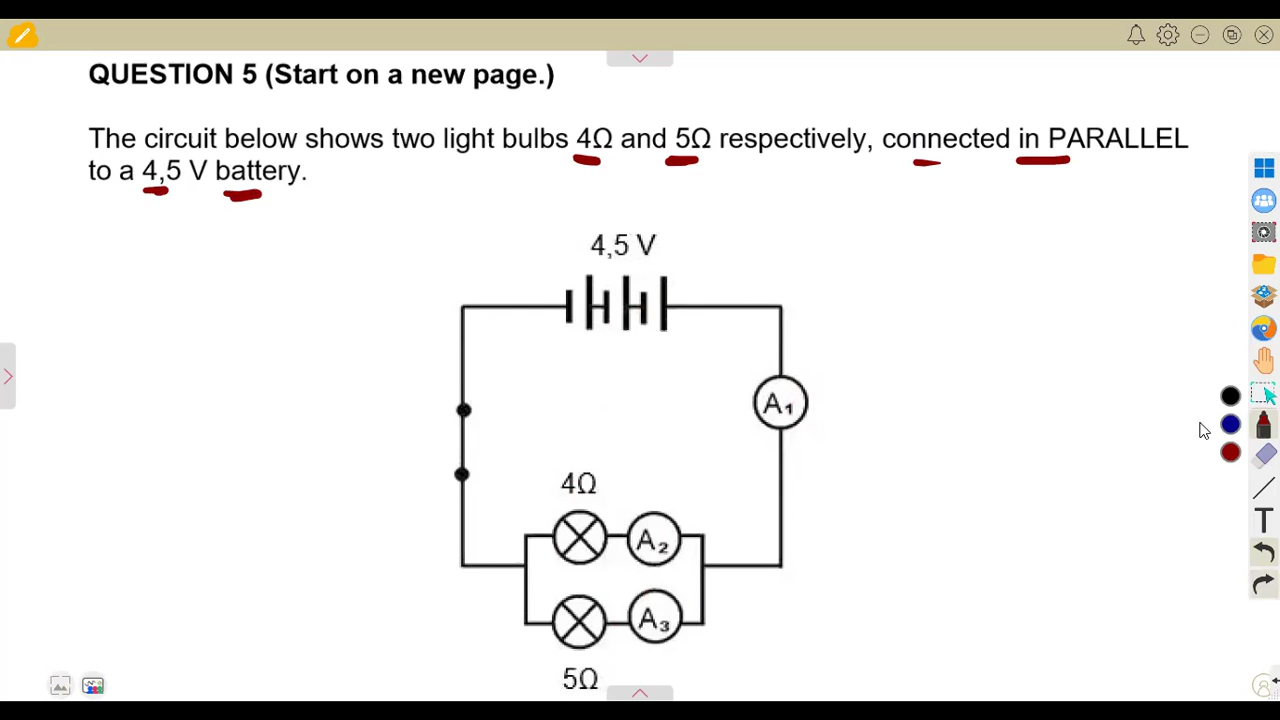 QUESTION 5 (Start on a new page.)
The circuit below shows two light bulbs 4Ω and 5Ω respectively, connected in PARALLEL
to a 4,5 V battery.
4,5 V
A₁
4Ω
A₂
A₃
5Ω
T